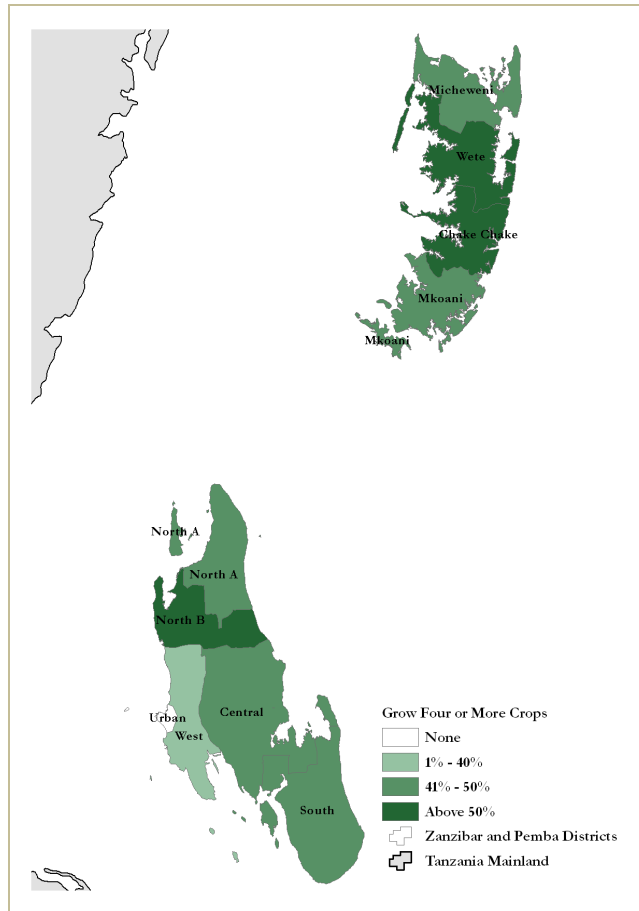 Micheweni
Wete
Chake Chake
Mkoani
Mkoani
North A
North A
North B
Central
Urban
West
South
Grow Four or More Crops
None
1% - 40%
41% - 50%
Above 50%
Zanzibar and Pemba Districts
Tanzania Mainland